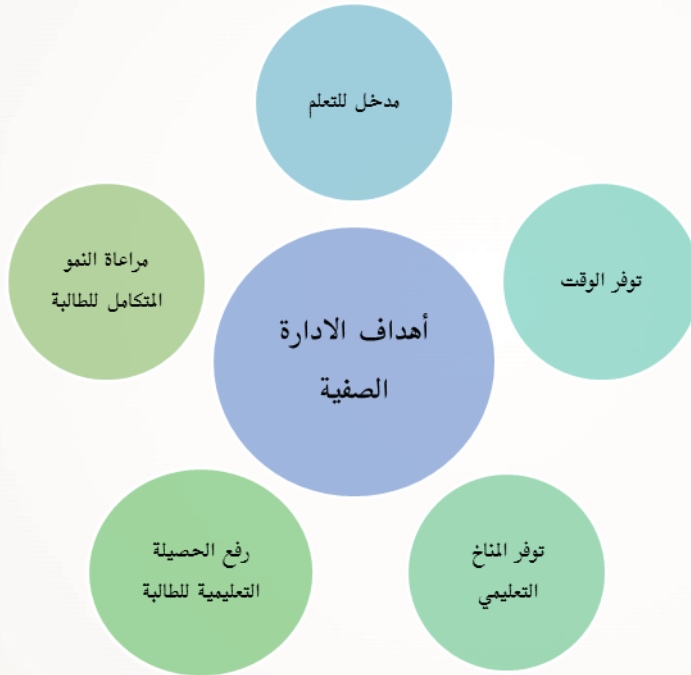 مدخل للتعلم
توفر الوقت
مراعاة النمو
المتكامل للطالبة
أهداف الادارة
الصفية
توفر المناخ
التعليمي
رفع الحصيلة
التعليمية للطالبة